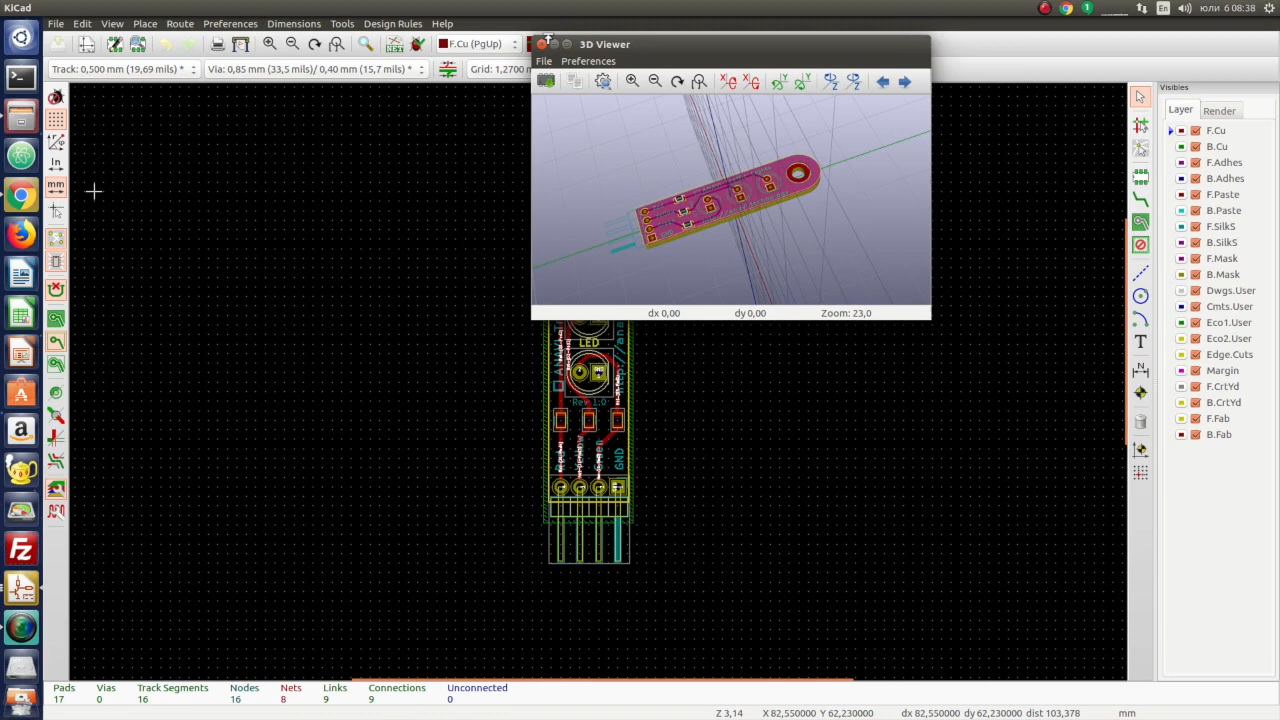 KiCad
1 En юли 6 08:38
File Edit View Place Route Preferences Dimensions Tools Design Rules Help
F.Cu (PgUp)
Track: 0,500 mm (19,69 mils) *
Via: 0,85 mm (33,5 mils)/ 0,40 mm (15,7 mils) *
Grid: 1,2700 m
3D Viewer
File Preferences
dx 0,00 dy 0,00 Zoom: 23,0
In
mm
LED
Rev 1.0
GND
Visibles
Layer Render
F.Cu
B.Cu
F.Adhes
B.Adhes
F.Paste
B.Paste
F.SilkS
B.SilkS
F.Mask
B.Mask
Dwgs.User
Cmts.User
Eco1.User
Eco2.User
Edge.Cuts
Margin
F.CrtYd
B.CrtYd
F.Fab
B.Fab
Pads Vias Track Segments Nodes Nets Links Connections Unconnected
17 0 16 16 8 9 9 0
Z 3,14 X 82,550000 Y 62,230000 dx 82,550000 dy 62,230000 dist 103,378 mm